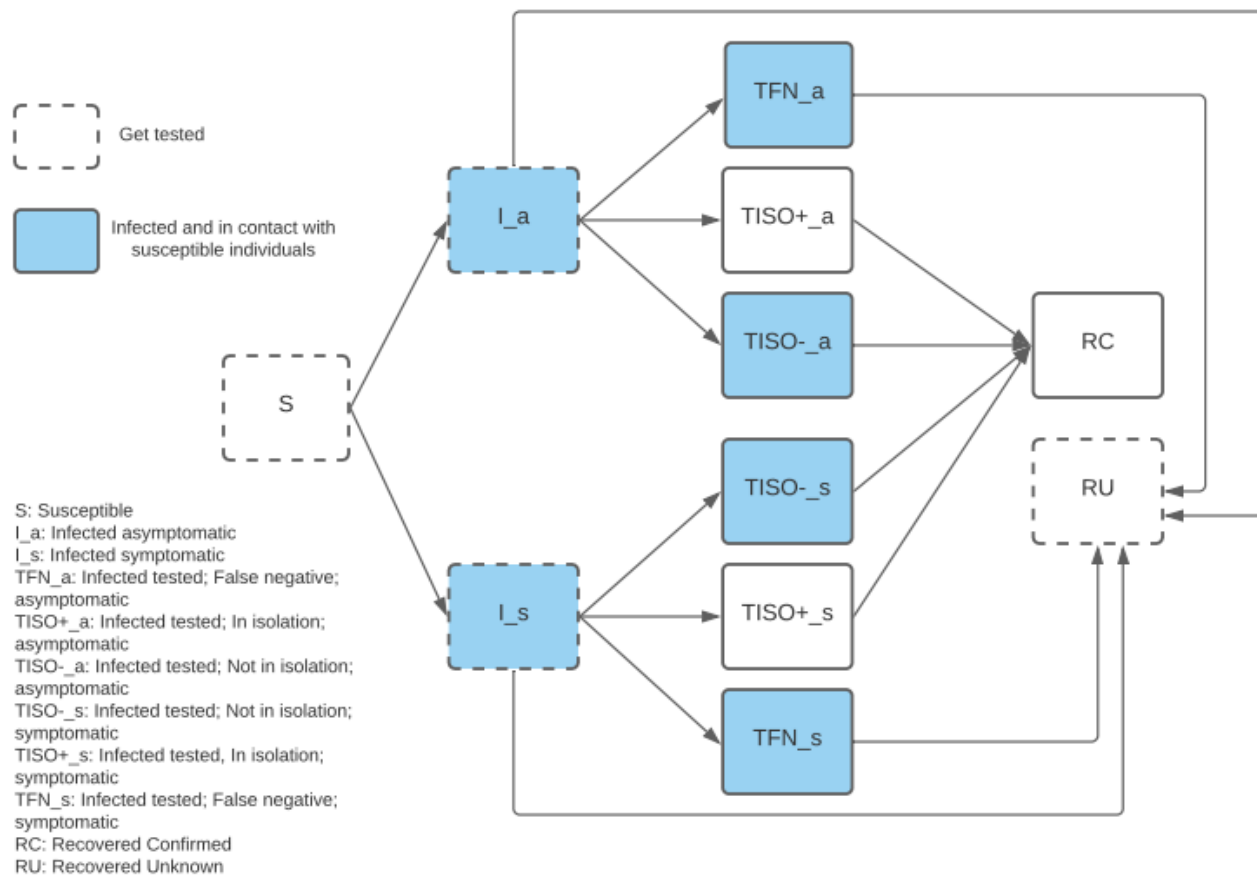 TFN_a
Get tested
I_a
TISO+_a
Infected and in contact with
susceptible individuals
TISO-_a
RC
S
TISO-_s
RU
I_s
TISO+_s
TFN_s
S: Susceptible
I_a: Infected asymptomatic
I_s: Infected symptomatic
TFN_a: Infected tested; False negative;
asymptomatic
TISO+_a: Infected tested; In isolation;
asymptomatic
TISO-_a: Infected tested; Not in isolation;
asymptomatic
TISO-_s: Infected tested; Not in isolation;
symptomatic
TISO+_s: Infected tested, In isolation;
symptomatic
TFN_s: Infected tested; False negative;
symptomatic
RC: Recovered Confirmed
RU: Recovered Unknown